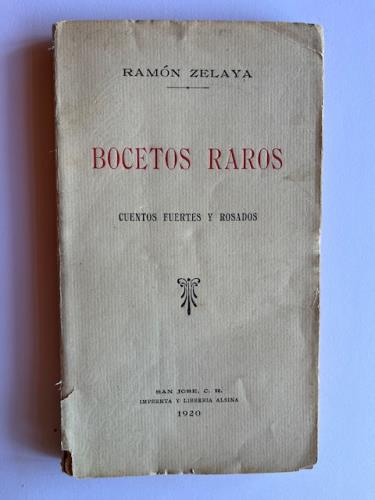 RAMÓN ZELAYA
BOCETOS RAROS
CUENTOS FUERTES Y ROSADOS
SAN JOSE, C. R.
IMPRENTA Y LIBRERIA ALSINA
1920